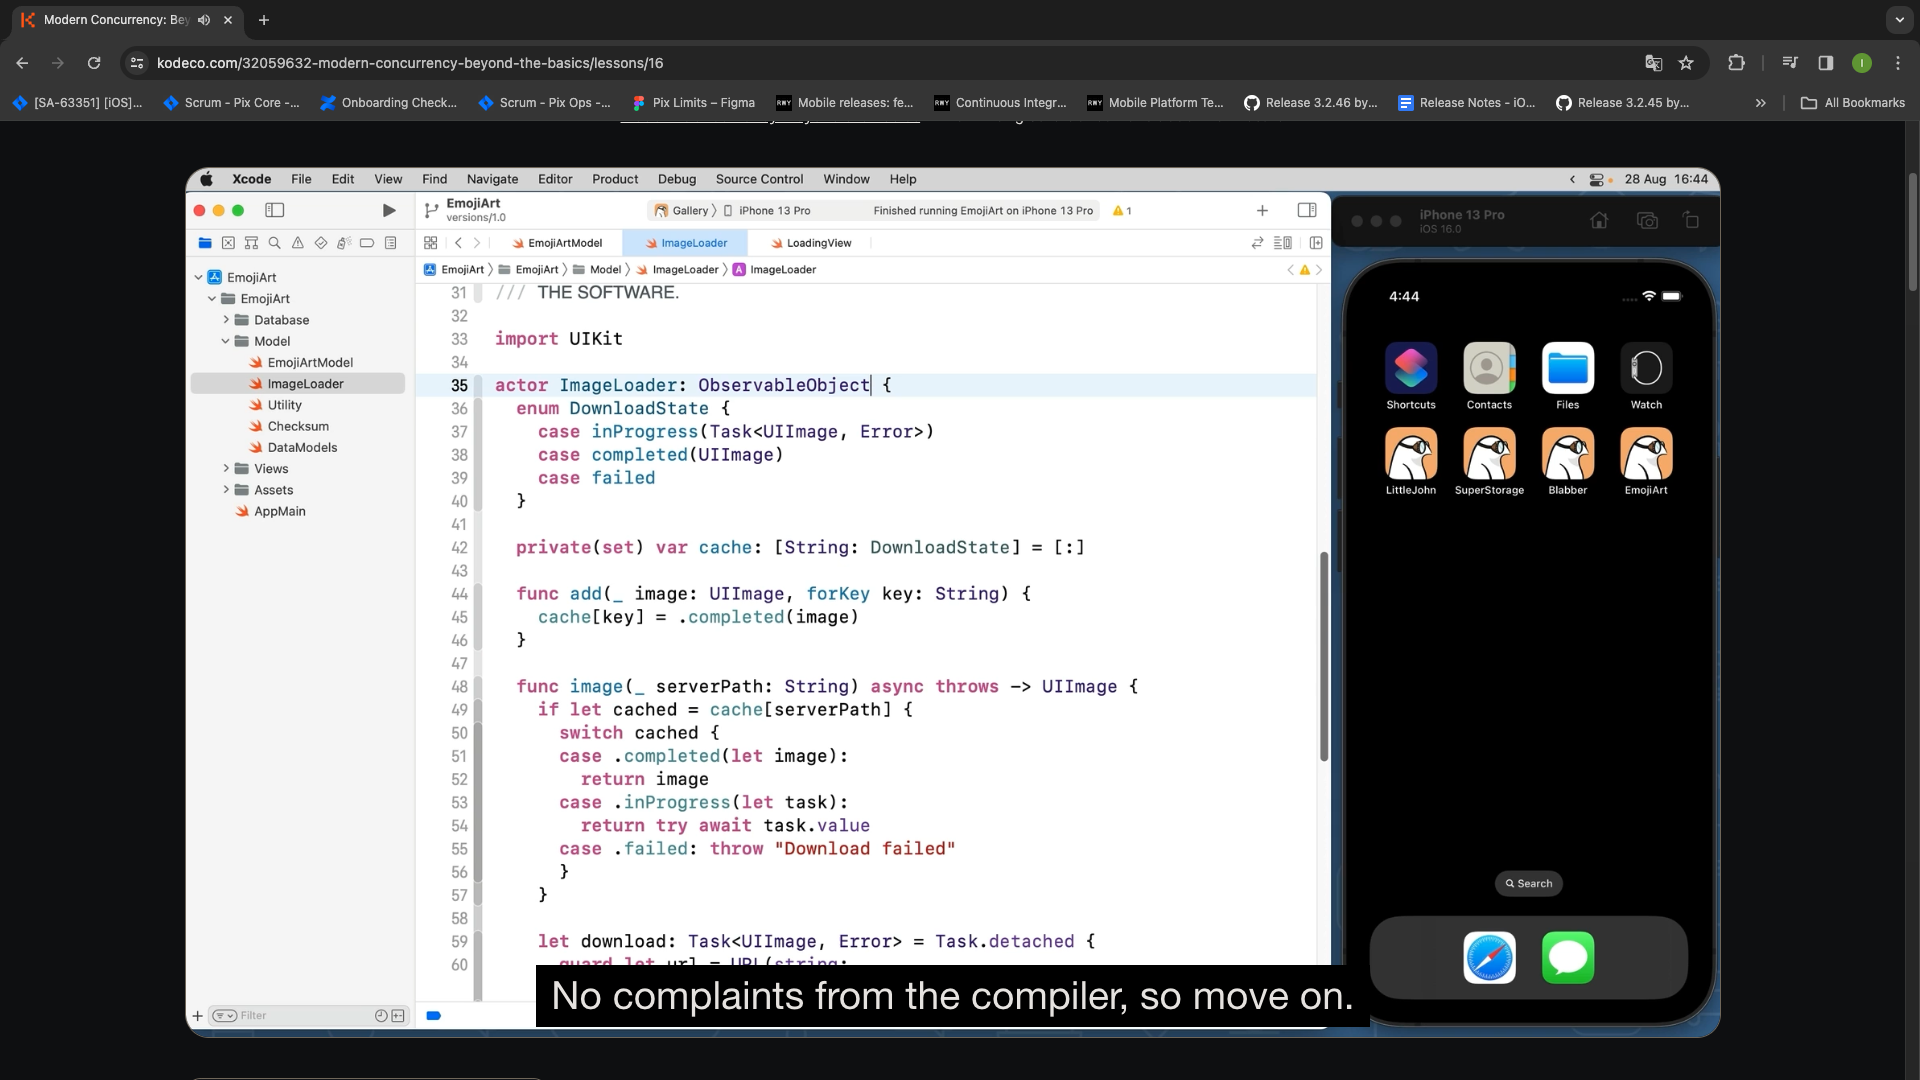 Modern Concurrency: Bey
kodeco.com/32059632-modern-concurrency-beyond-the-basics/lessons/16
[SA-63351] [iOS]...
Scrum - Pix Core -...
Onboarding Check...
Scrum - Pix Ops -...
Pix Limits – Figma
RWY
Mobile releases: fe...
RWY
Continuous Integr...
RWY
Mobile Platform Te...
Release 3.2.46 by...
Release Notes - iO...
Release 3.2.45 by...
»
All Bookmarks
Xcode File Edit View Find Navigate Editor Product Debug Source Control Window Help
28 Aug 16:44
EmojiArt
versions/1.0
Gallery
iPhone 13 Pro
Finished running EmojiArt on iPhone 13 Pro
1
EmojiArtModel
ImageLoader
LoadingView
EmojiArt
EmojiArt
Model
ImageLoader
A
ImageLoader
EmojiArt
EmojiArt
Database
Model
EmojiArtModel
ImageLoader
Utility
Checksum
DataModels
Views
Assets
AppMain
Filter
31 /// THE SOFTWARE.
32
33 import UIKit
34
35 actor ImageLoader: ObservableObject {
36 enum DownloadState {
37 case inProgress(Task<UIImage, Error>)
38 case completed(UIImage)
39 case failed
40 }
41
42 private(set) var cache: [String: DownloadState] = [:]
43
44 func add(_ image: UIImage, forKey key: String) {
45 cache[key] = .completed(image)
46 }
47
48 func image(_ serverPath: String) async throws -> UIImage {
49 if let cached = cache[serverPath] {
50 switch cached {
51 case .completed(let image):
52 return image
53 case .inProgress(let task):
54 return try await task.value
55 case .failed: throw "Download failed"
56 }
57 }
58
59 let download: Task<UIImage, Error> = Task.detached {
60 guard let url = URL(string:
No complaints from the compiler, so move on.
iPhone 13 Pro
iOS 16.0
4:44
Shortcuts
Contacts
Files
Watch
LittleJohn
SuperStorage
Blabber
EmojiArt
Search